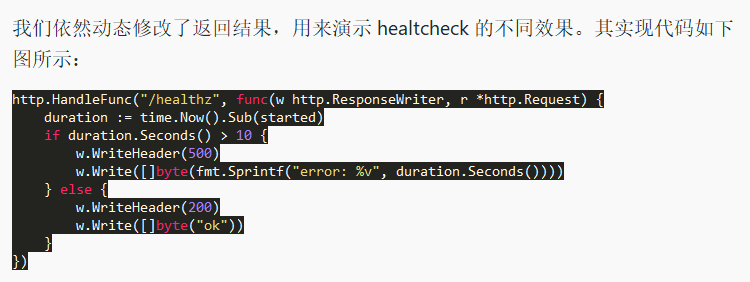 我们依然动态修改了返回结果，用来演示 healtcheck 的不同效果。其实现代码如下
图所示：
http.HandleFunc("/healthz", func(w http.ResponseWriter, r *http.Request) {
    duration := time.Now().Sub(started)
    if duration.Seconds() > 10 {
        w.WriteHeader(500)
        w.Write([]byte(fmt.Sprintf("error: %v", duration.Seconds())))
    } else {
        w.WriteHeader(200)
        w.Write([]byte("ok"))
    }
})